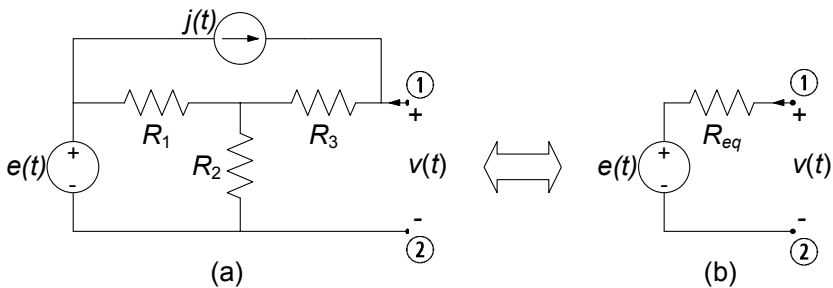 j(t)
① ①
+ +
R1 R3 Req
+ +
e(t) R2 v(t) e(t) v(t)
- -
- -
② ②
(a) (b)